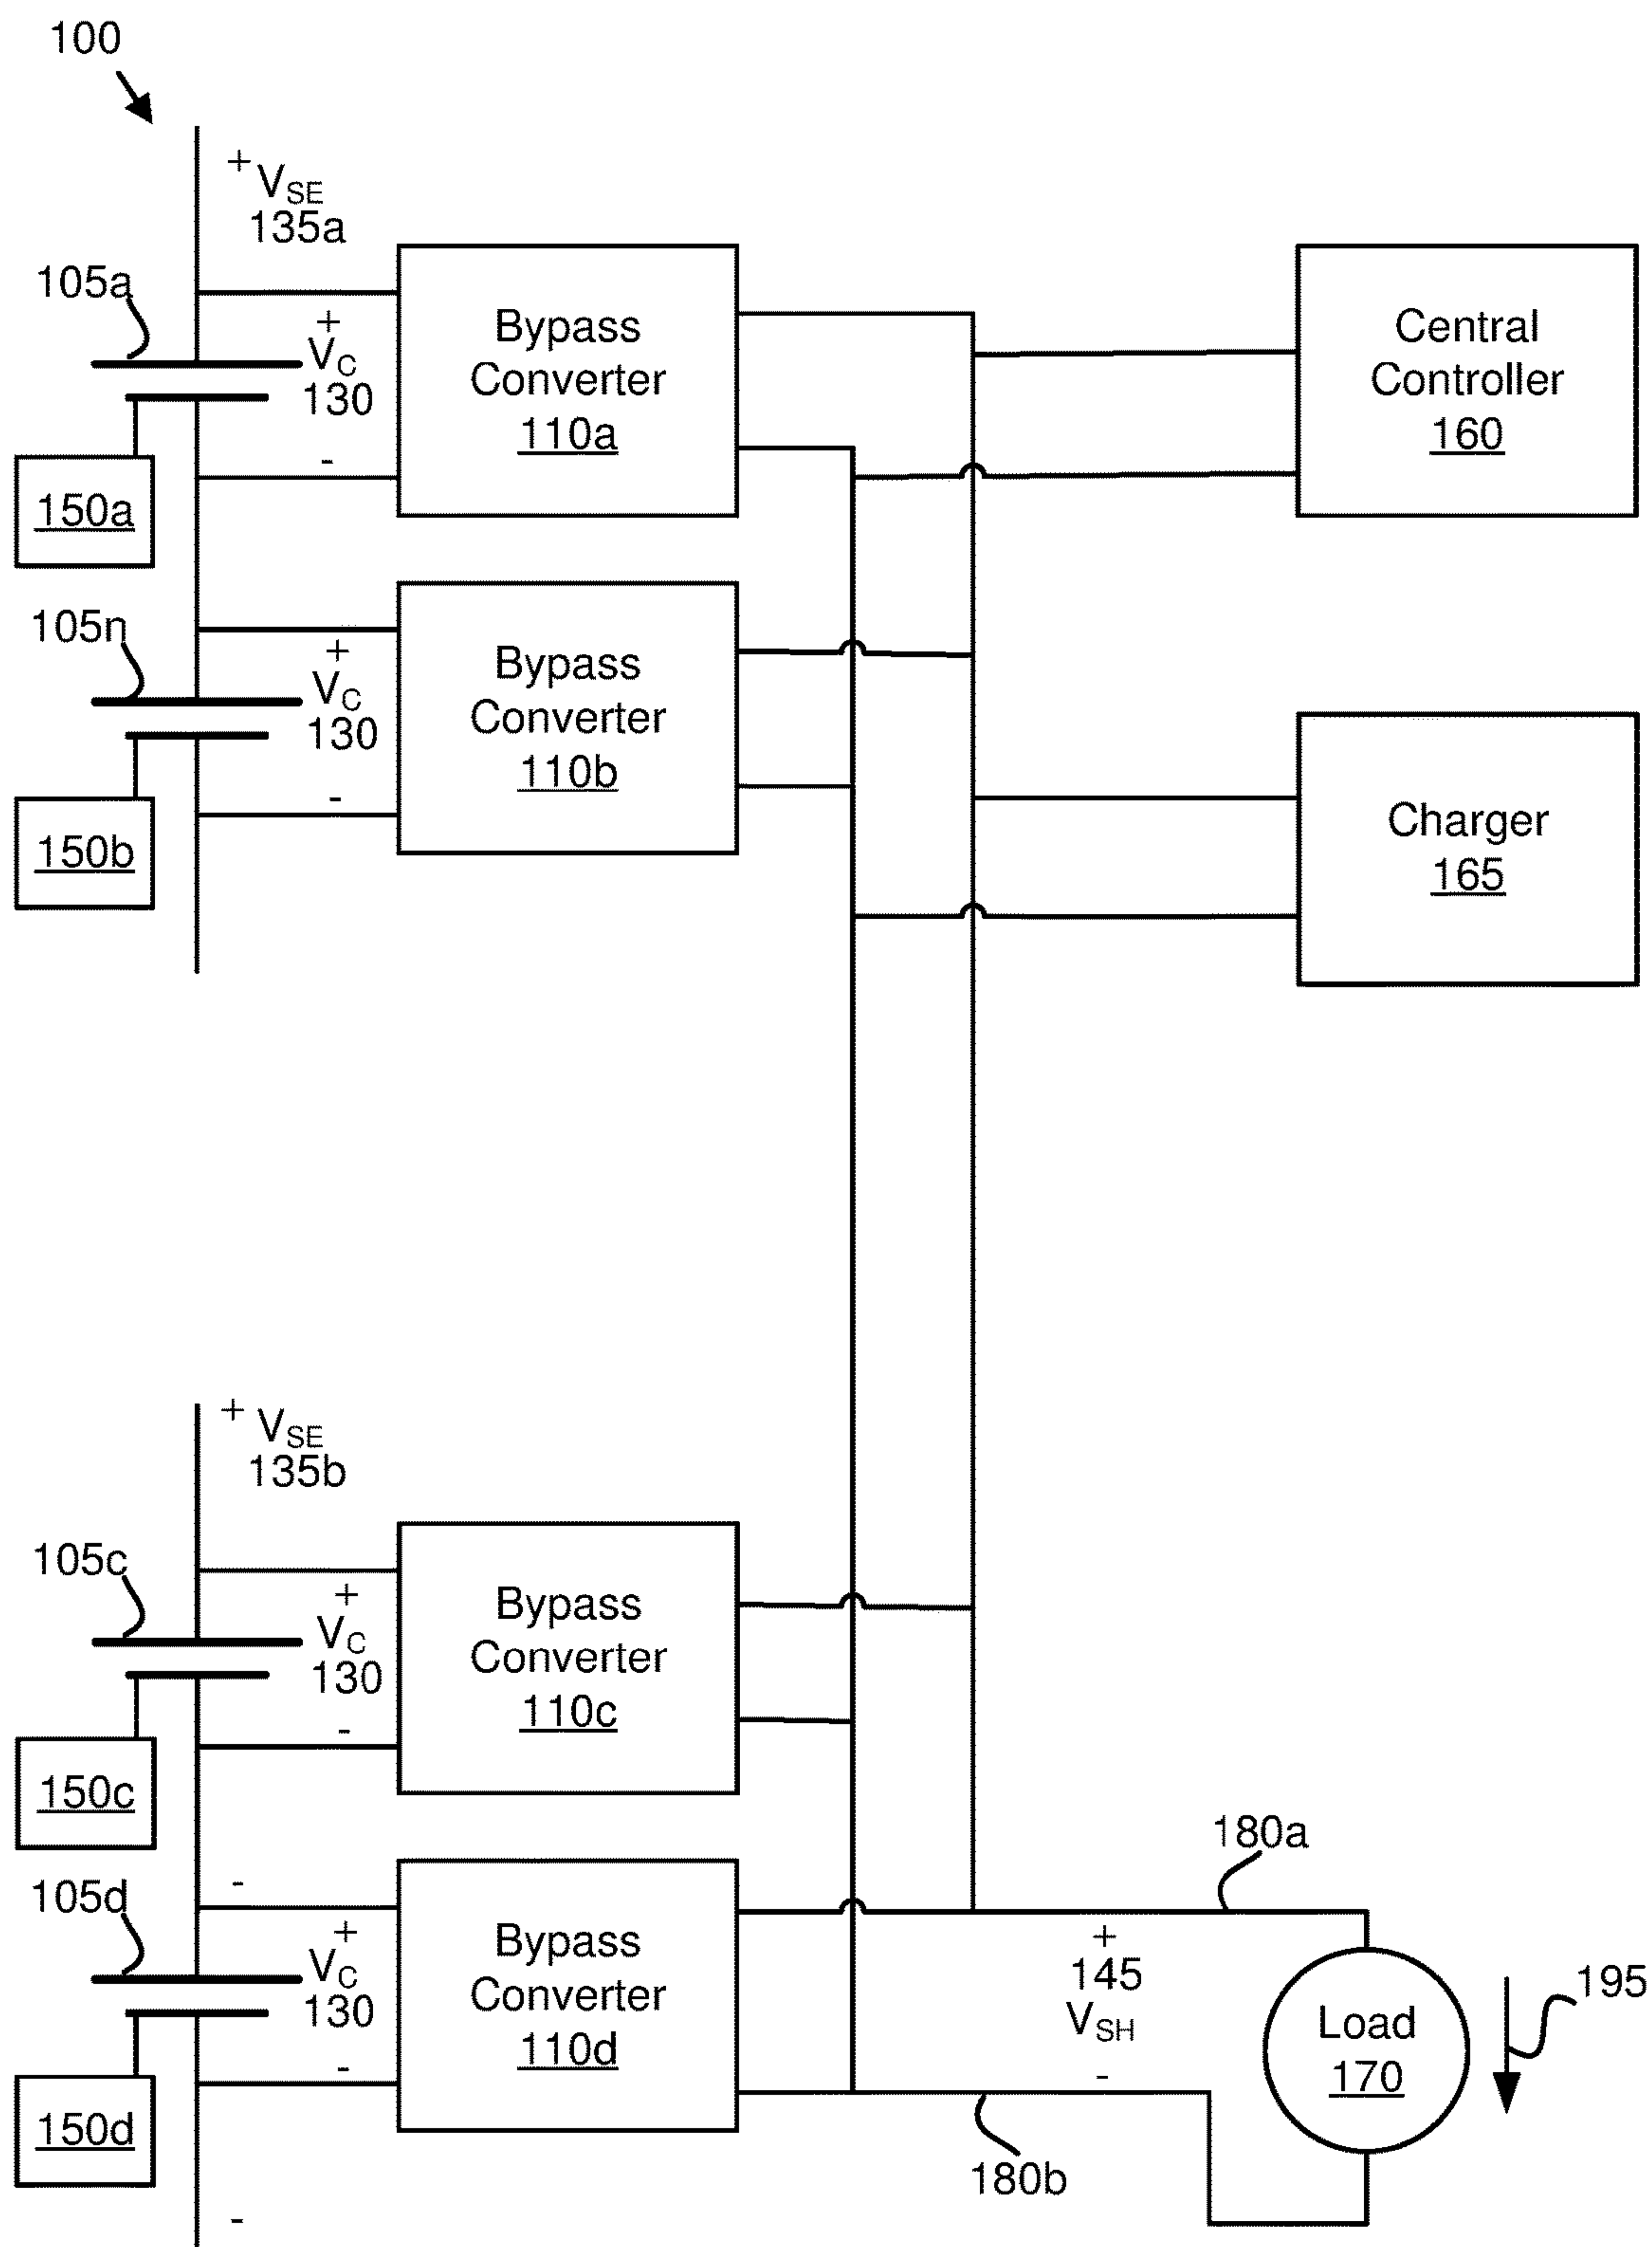 100
+ VSE
135a
105a
+
VC
130
-
Bypass
Converter
110a
Central
Controller
160
150a
105n
+
VC
130
-
Bypass
Converter
110b
150b
Charger
165
+ VSE
135b
105c
+
VC
130
-
Bypass
Converter
110c
150c
180a
-
105d
+
VC
130
-
Bypass
Converter
110d
+
145
VSH
-
Load
170
195
150d
180b
-